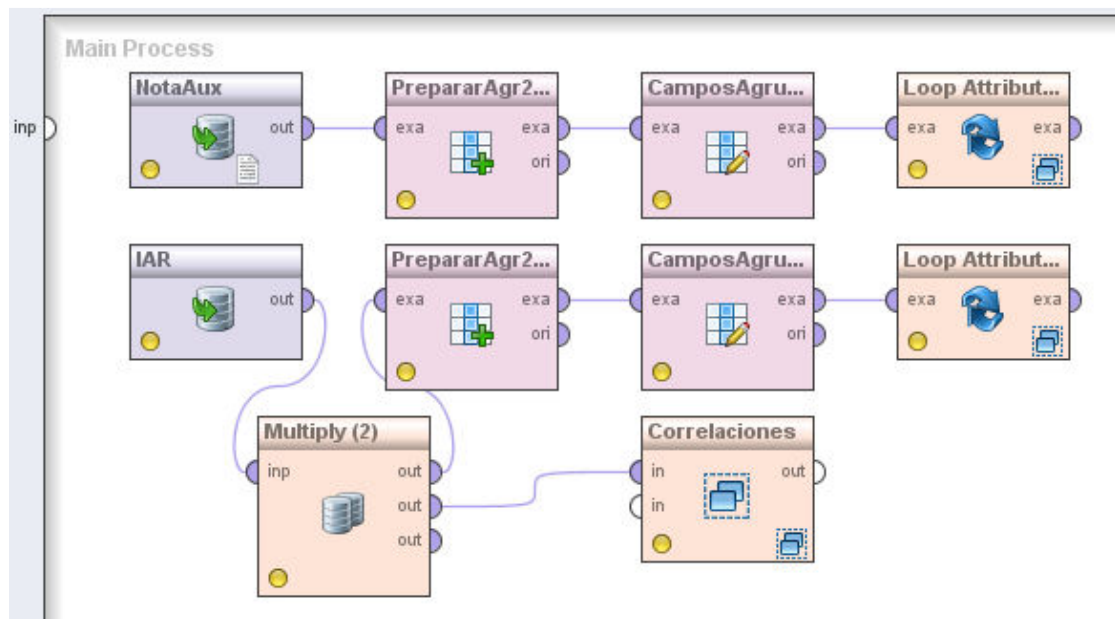 Main Process
NotaAux PrepararAgr2... CamposAgru... Loop Attribut...
inp out exa exa exa exa exa exa
ori ori
IAR PrepararAgr2... CamposAgru... Loop Attribut...
out exa exa exa exa exa exa
ori ori
Multiply (2) Correlaciones
inp out in out
out in
out